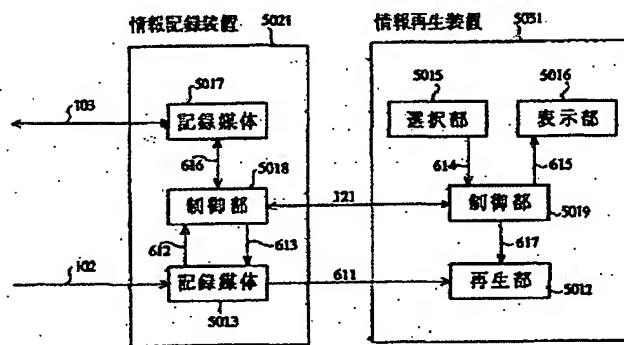 情報記録装置 5021
情報再生装置 5031
103
5017
記録媒体
5015
選択部
5016
表示部
616
5018
614
615
制御部
121
制御部
5019
612
613
617
102
記録媒体
611
再生部
5013
5012